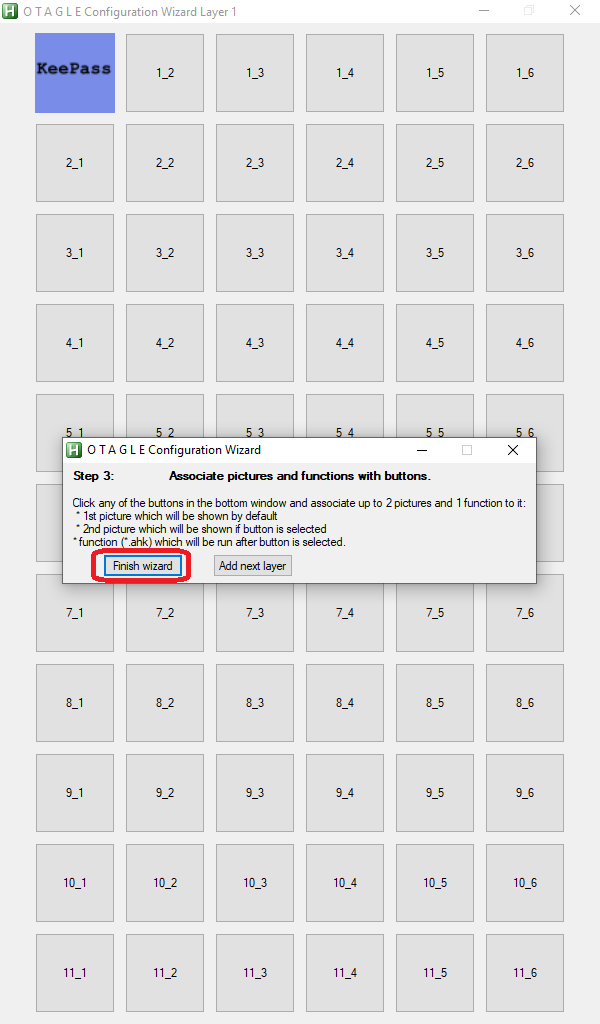 O T A G L E Configuration Wizard Layer 1
KeePass 1_2 1_3 1_4 1_5 1_6
2_1 2_2 2_3 2_4 2_5 2_6
3_1 3_2 3_3 3_4 3_5 3_6
4_1 4_2 4_3 4_4 4_5 4_6
5_1 5_2 5_3 5_4 5_5 5_6
O T A G L E Configuration Wizard
Step 3: Associate pictures and functions with buttons.
Click any of the buttons in the bottom window and associate up to 2 pictures and 1 function to it:
* 1st picture which will be shown by default
* 2nd picture which will be shown if button is selected
* function (*.ahk) which will be run after button is selected.
Finish wizard Add next layer
7_1 7_2 7_3 7_4 7_5 7_6
8_1 8_2 8_3 8_4 8_5 8_6
9_1 9_2 9_3 9_4 9_5 9_6
10_1 10_2 10_3 10_4 10_5 10_6
11_1 11_2 11_3 11_4 11_5 11_6